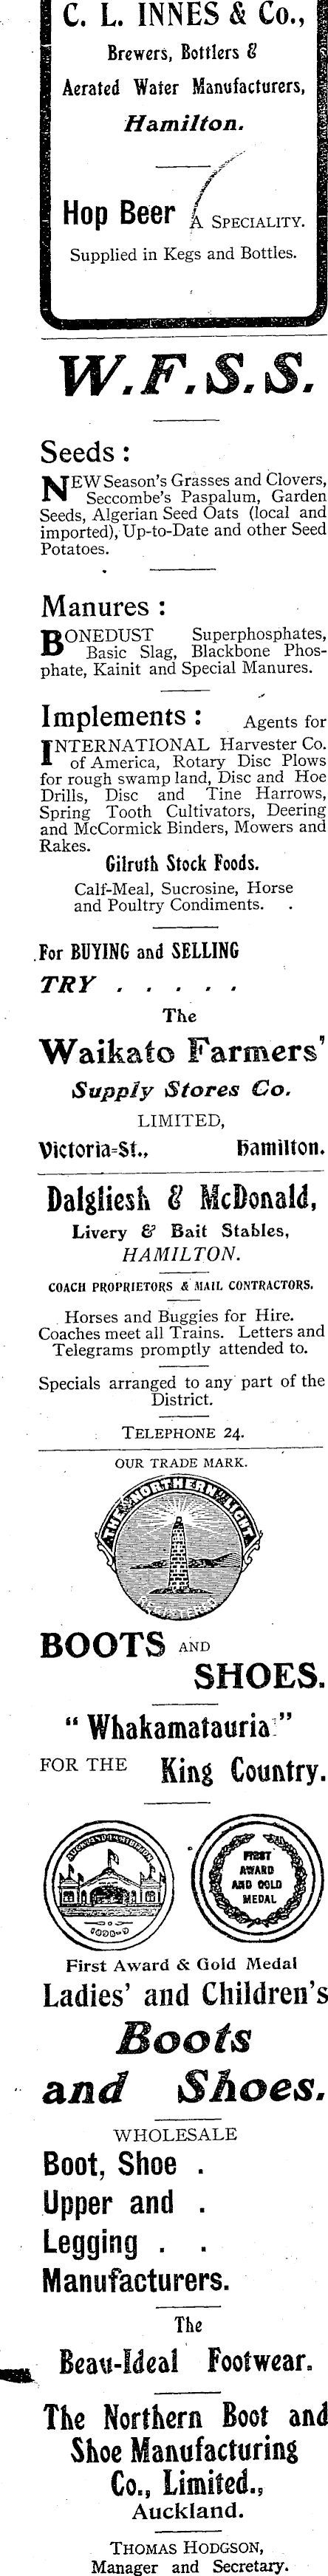 C. L. INNES & Co.,
Brewers, Bottlers &
Aerated Water Manufacturers,
Hamilton.
Hop Beer A SPECIALITY.
Supplied in Kegs and Bottles.
W.F.S.S.
Seeds :
NEW Season's Grasses and Clovers,
Seccombe's Paspalum, Garden
Seeds, Algerian Seed Oats (local and
imported), Up-to-Date and other Seed
Potatoes.
Manures :
BONEDUST Superphosphates,
Basic Slag, Blackbone Phos-
phate, Kainit and Special Manures.
Implements : Agents for
INTERNATIONAL Harvester Co.
of America, Rotary Disc Plows
for rough swamp land, Disc and Hoe
Drills, Disc and Tine Harrows,
Spring Tooth Cultivators, Deering
and McCormick Binders, Mowers and
Rakes.
Gilruth Stock Foods.
Calf-Meal, Sucrosine, Horse
and Poultry Condiments.
For BUYING and SELLING
TRY . . . . .
The
Waikato Farmers'
Supply Stores Co.
LIMITED,
Victoria-St., Hamilton.
Dalgliesh & McDonald,
Livery & Bait Stables,
HAMILTON.
COACH PROPRIETORS & MAIL CONTRACTORS.
Horses and Buggies for Hire.
Coaches meet all Trains. Letters and
Telegrams promptly attended to.
Specials arranged to any part of the
District.
TELEPHONE 24.
OUR TRADE MARK.
THE NORTHERN LIGHT
REGISTERED
BOOTS AND
SHOES.
"Whakamatauria"
FOR THE King Country.
AUCKLAND EXHIBITION
1898-9
FIRST
AWARD
AND GOLD
MEDAL
First Award & Gold Medal
Ladies' and Children's
Boots
and Shoes.
WHOLESALE
Boot, Shoe .
Upper and .
Legging . .
Manufacturers.
The
Beau-Ideal Footwear.
The Northern Boot and
Shoe Manufacturing
Co., Limited.,
Auckland.
THOMAS HODGSON,
Manager and Secretary.